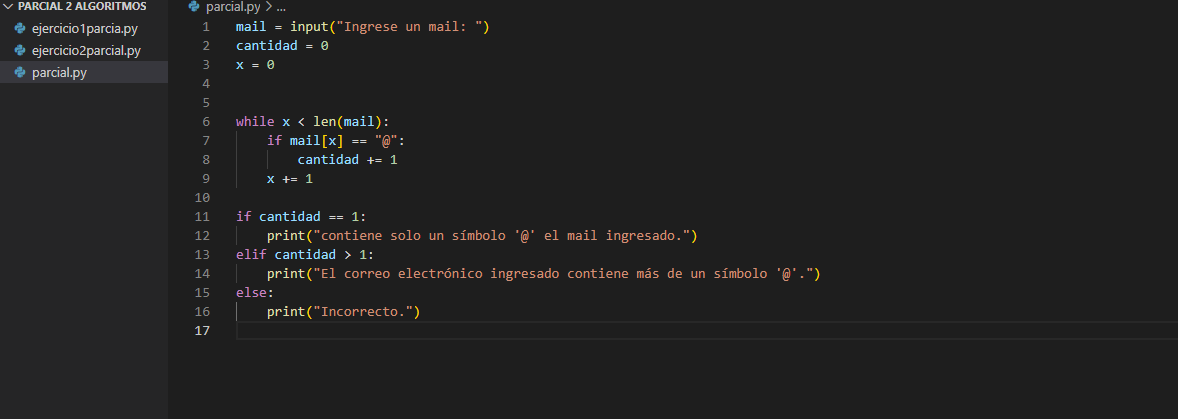 PARCIAL 2 ALGORITMOS
ejercicio1parcia.py
ejercicio2parcial.py
parcial.py
parcial.py > ...
1 mail = input("Ingrese un mail: ")
2 cantidad = 0
3 x = 0
4
5
6 while x < len(mail):
7     if mail[x] == "@":
8         cantidad += 1
9     x += 1
10
11 if cantidad == 1:
12     print("contiene solo un símbolo '@' el mail ingresado.")
13 elif cantidad > 1:
14     print("El correo electrónico ingresado contiene más de un símbolo '@'.")
15 else:
16     print("Incorrecto.")
17